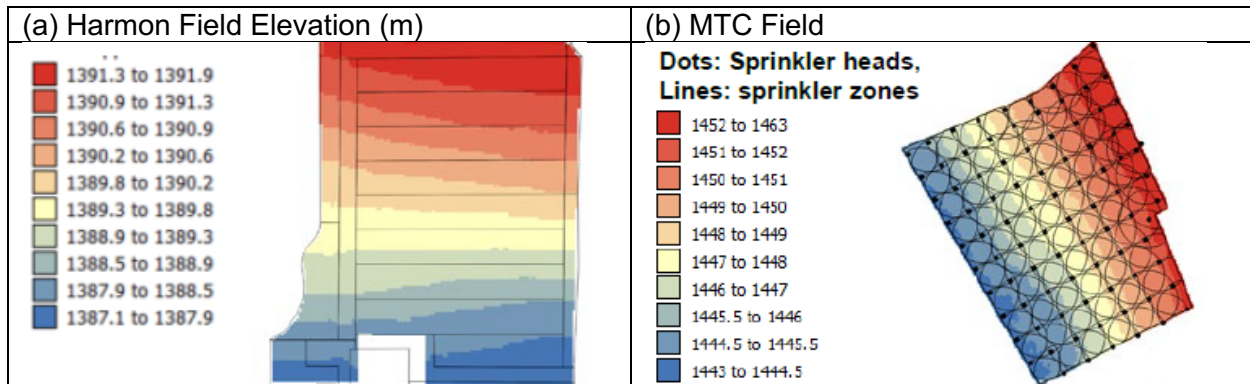 (a) Harmon Field Elevation (m)
1391.3 to 1391.9
1390.9 to 1391.3
1390.6 to 1390.9
1390.2 to 1390.6
1389.8 to 1390.2
1389.3 to 1389.8
1388.9 to 1389.3
1388.5 to 1388.9
1387.9 to 1388.5
1387.1 to 1387.9
(b) MTC Field
Dots: Sprinkler heads,
Lines: sprinkler zones
1452 to 1463
1451 to 1452
1450 to 1451
1449 to 1450
1448 to 1449
1447 to 1448
1446 to 1447
1445.5 to 1446
1444.5 to 1445.5
1443 to 1444.5